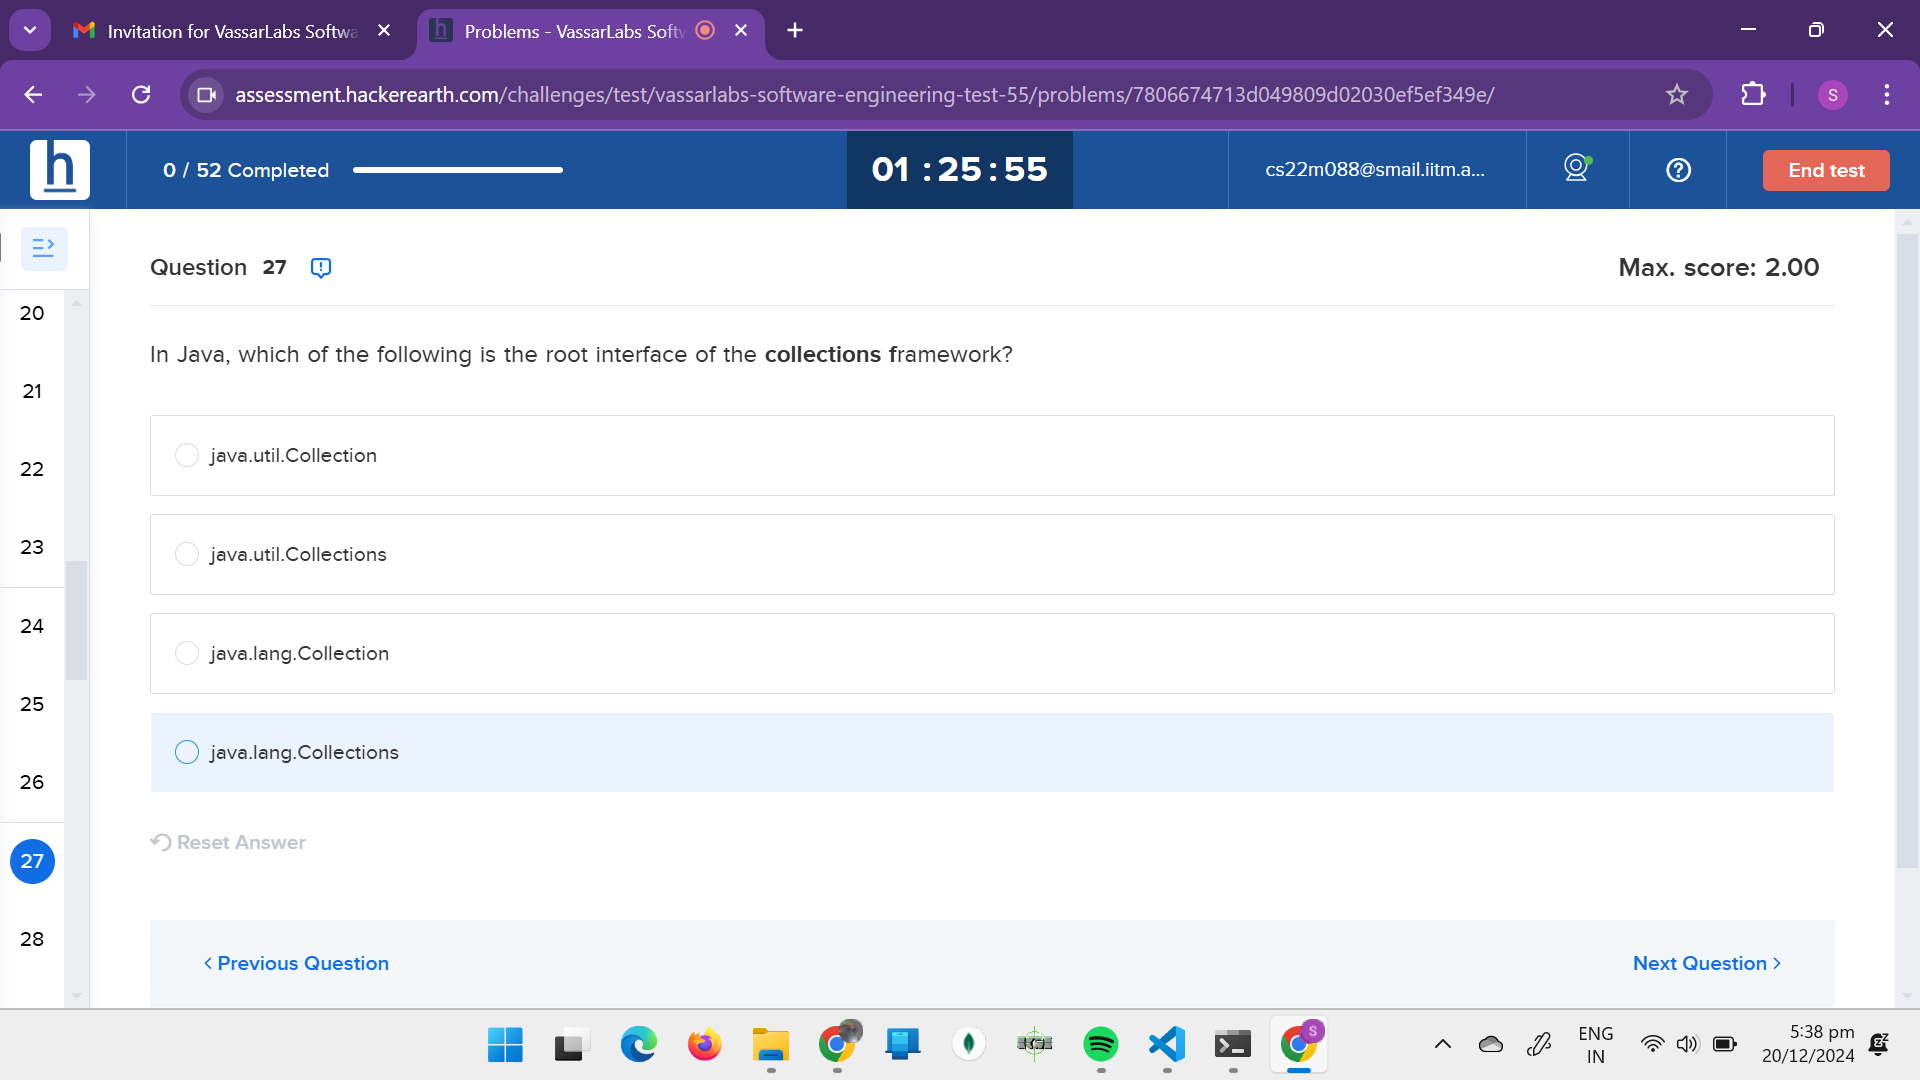 Invitation for VassarLabs Softwa
Problems - VassarLabs Softv
assessment.hackerearth.com/challenges/test/vassarlabs-software-engineering-test-55/problems/7806674713d049809d02030ef5ef349e/
S
h
0 / 52 Completed
01 : 25 : 55
cs22m088@smail.iitm.a...
End test
Question 27
Max. score: 2.00
In Java, which of the following is the root interface of the collections framework?
java.util.Collection
java.util.Collections
java.lang.Collection
java.lang.Collections
Reset Answer
Previous Question
Next Question
20
21
22
23
24
25
26
27
28
S
ENG
IN
5:38 pm
20/12/2024